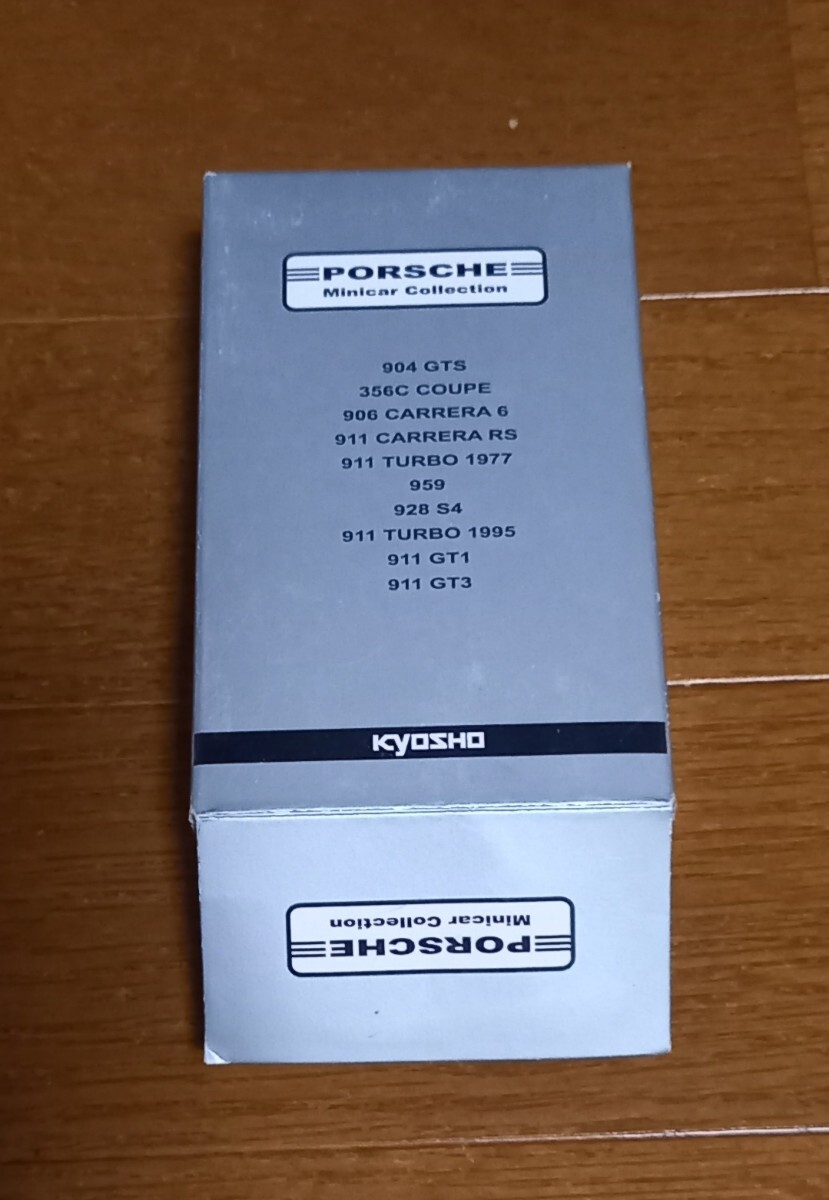 PORSCHE
Minicar Collection
904 GTS
356C COUPE
906 CARRERA 6
911 CARRERA RS
911 TURBO 1977
959
928 S4
911 TURBO 1995
911 GT1
911 GT3
KYOSHO
PORSCHE
Minicar Collection